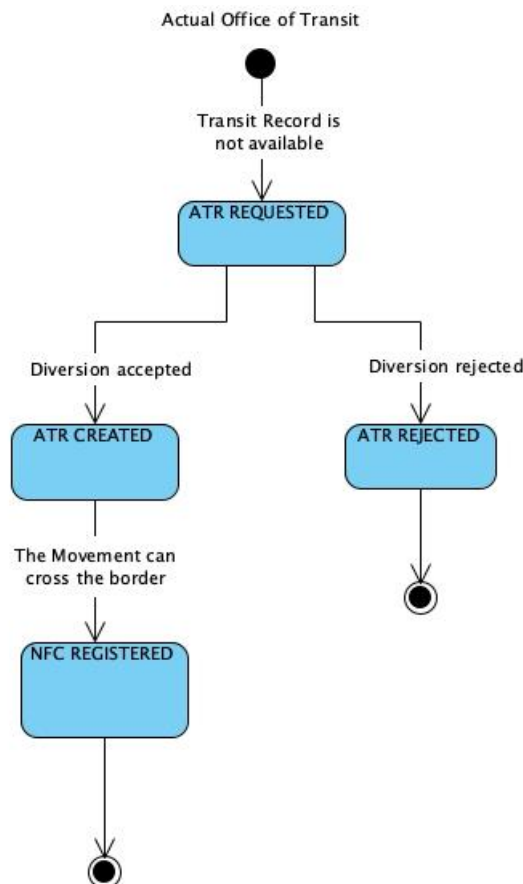 Actual Office of Transit
Transit Record is
not available
ATR REQUESTED
Diversion accepted
Diversion rejected
ATR CREATED
ATR REJECTED
The Movement can
cross the border
NFC REGISTERED